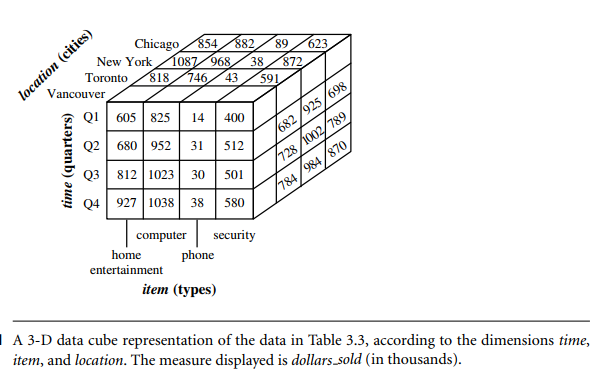 Chicago 854 882 89 623
New York 1087 968 38 872
Toronto 818 746 43 591
Vancouver
location (cities)
time (quarters)
Q1 605 825 14 400
Q2 680 952 31 512
Q3 812 1023 30 501
Q4 927 1038 38 580
682 925 698
728 1002 789
784 984 870
computer security
home phone
entertainment
item (types)
A 3-D data cube representation of the data in Table 3.3, according to the dimensions time,
item, and location. The measure displayed is dollars_sold (in thousands).